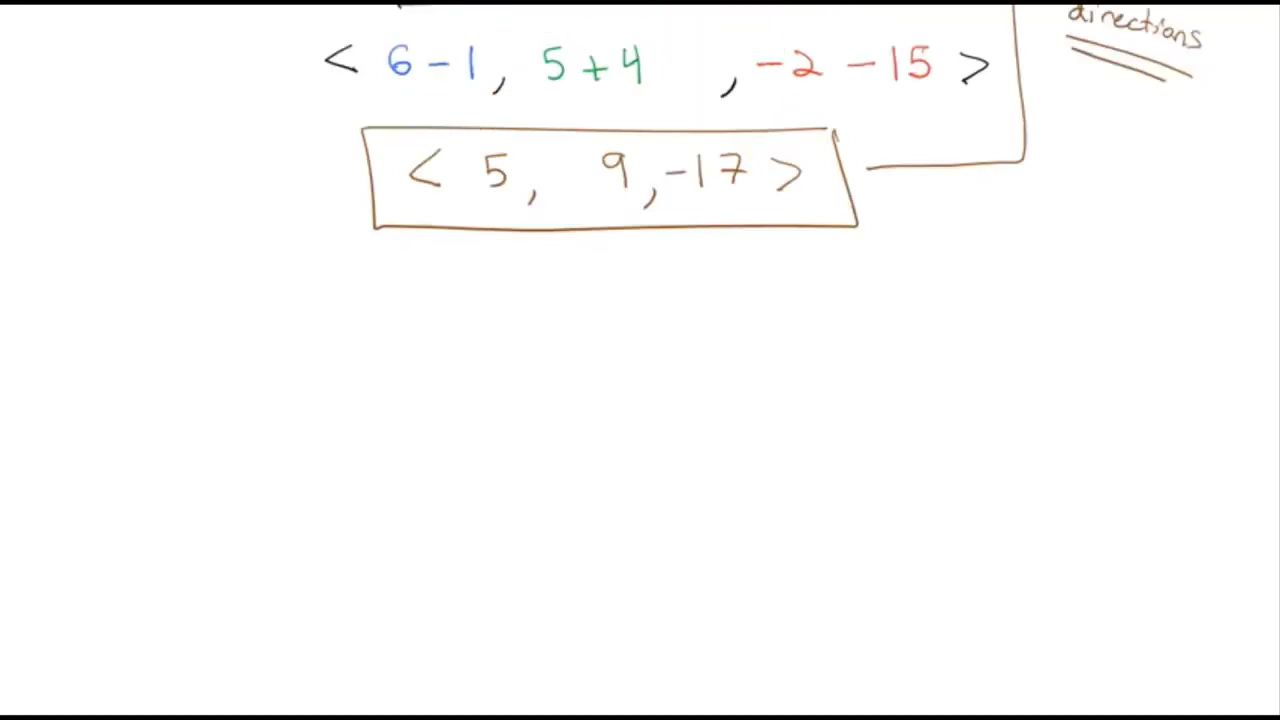 directions
< 6 - 1, 5 + 4 , -2 - 15 >
< 5, 9, -17 >